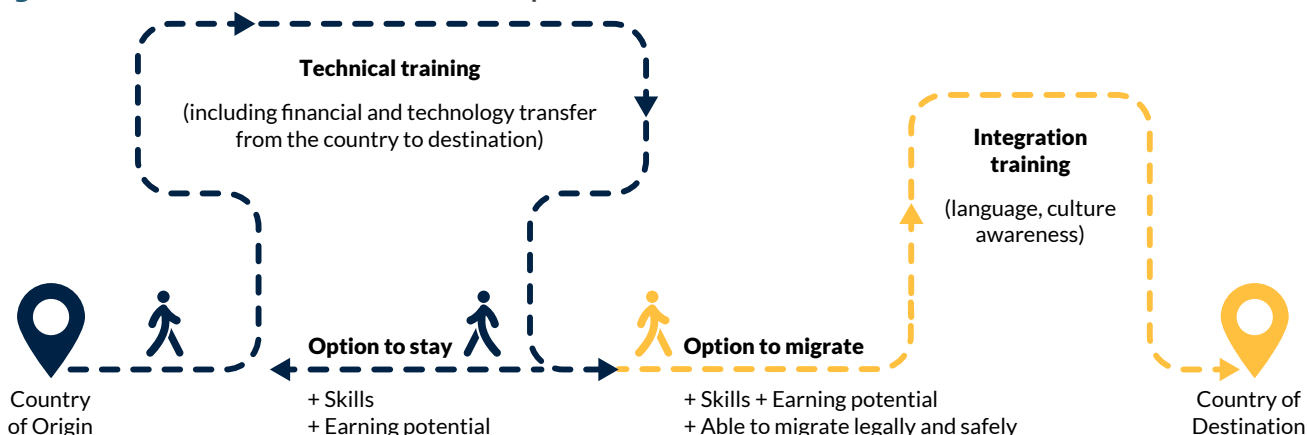 Technical training
(including financial and technology transfer
from the country to destination)
Integration
training
(language, culture
awareness)
Option to stay
Option to migrate
Country
of Origin
+ Skills
+ Earning potential
+ Skills + Earning potential
+ Able to migrate legally and safely
Country of
Destination